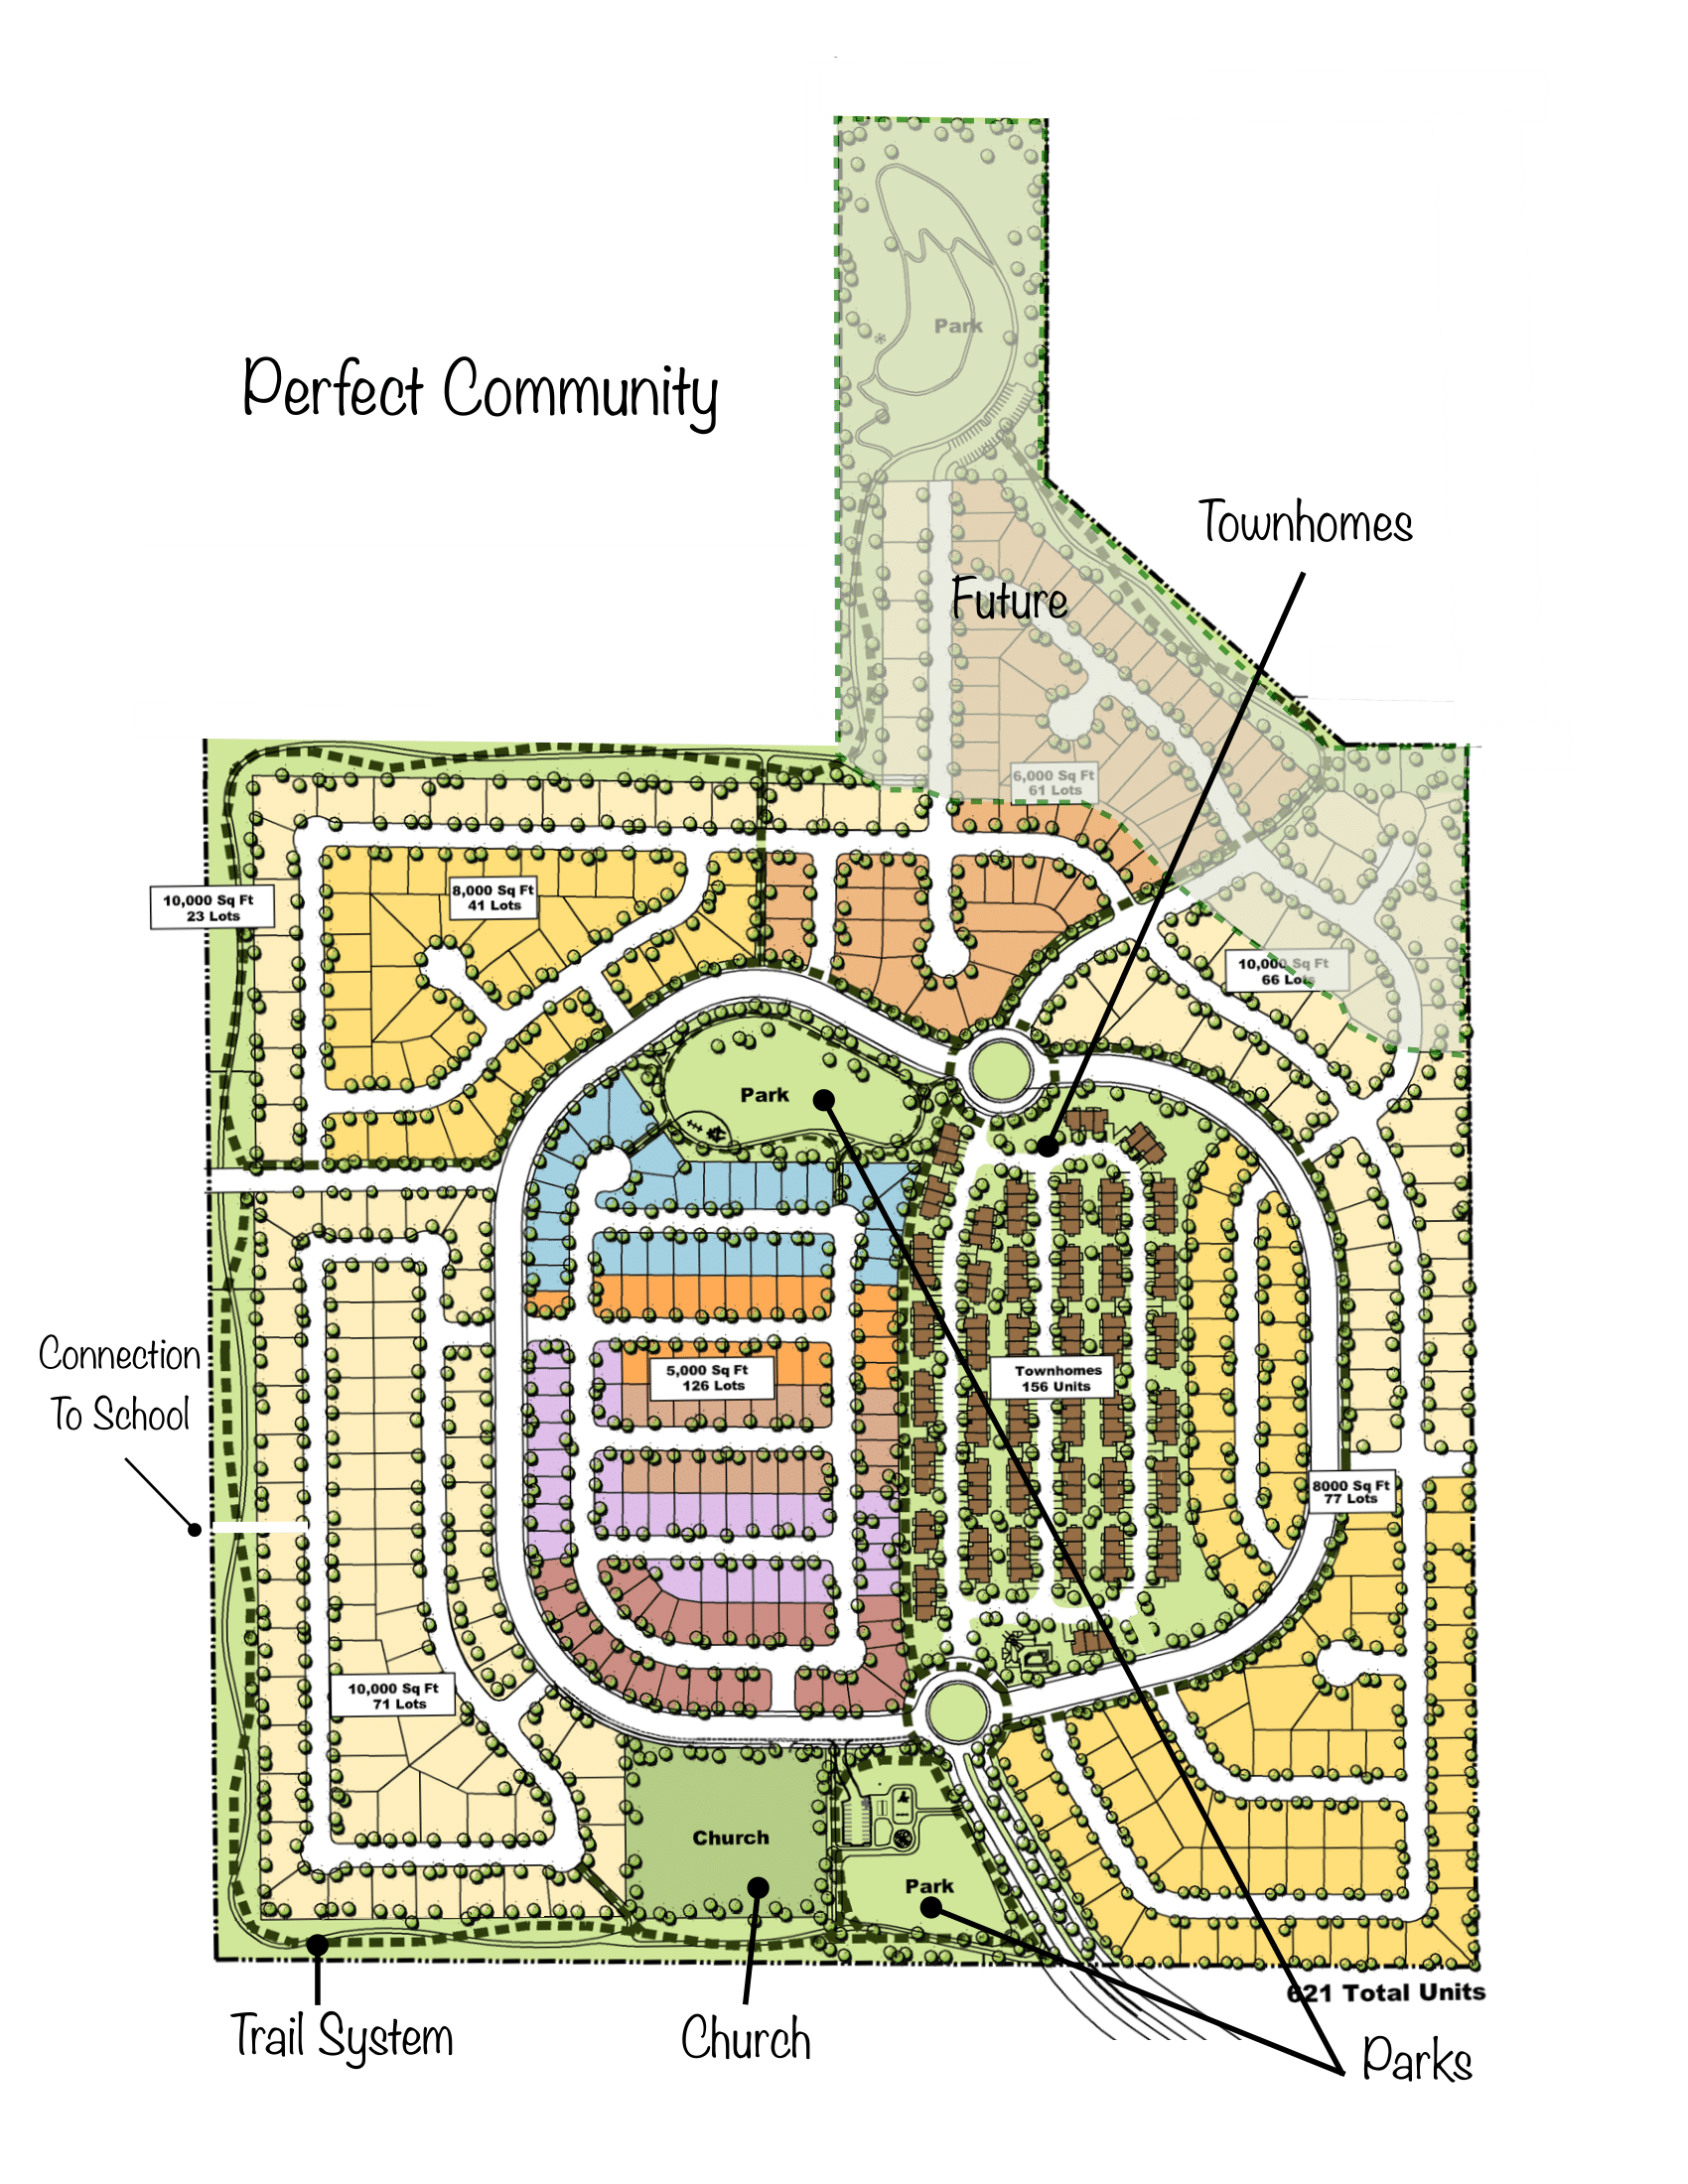 Park
Perfect Community
Townhomes
Future
6,000 Sq Ft
61 Lots
8,000 Sq Ft
41 Lots
10,000 Sq Ft
23 Lots
10,000 Sq Ft
66 Lots
Park
Connection
To School
5,000 Sq Ft
126 Lots
Townhomes
156 Units
8000 Sq Ft
77 Lots
10,000 Sq Ft
71 Lots
Church
Park
621 Total Units
Trail System
Church
Parks